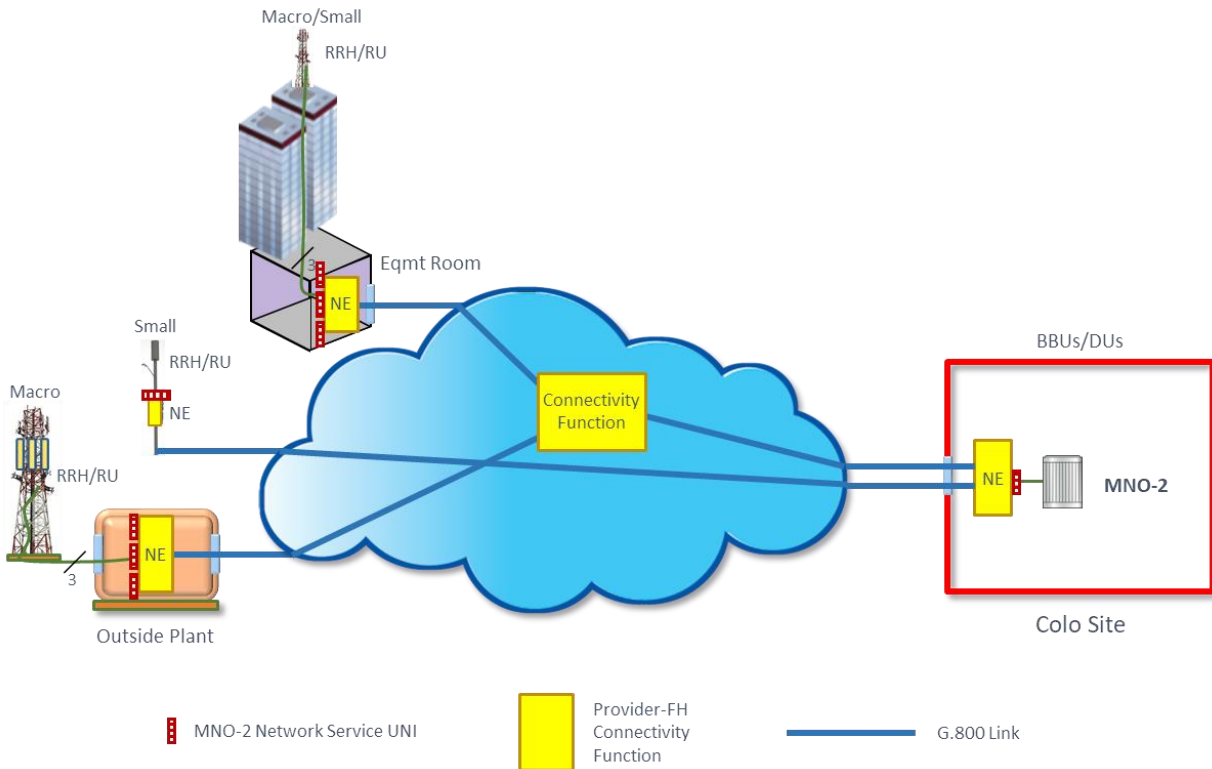 Macro/Small
RRH/RU
3
Eqmt Room
NE
Small
RRH/RU
NE
Macro
RRH/RU
3
NE
Outside Plant
Connectivity
Function
BBUs/DUs
NE
MNO-2
Colo Site
MNO-2 Network Service UNI
Provider-FH
Connectivity
Function
G.800 Link